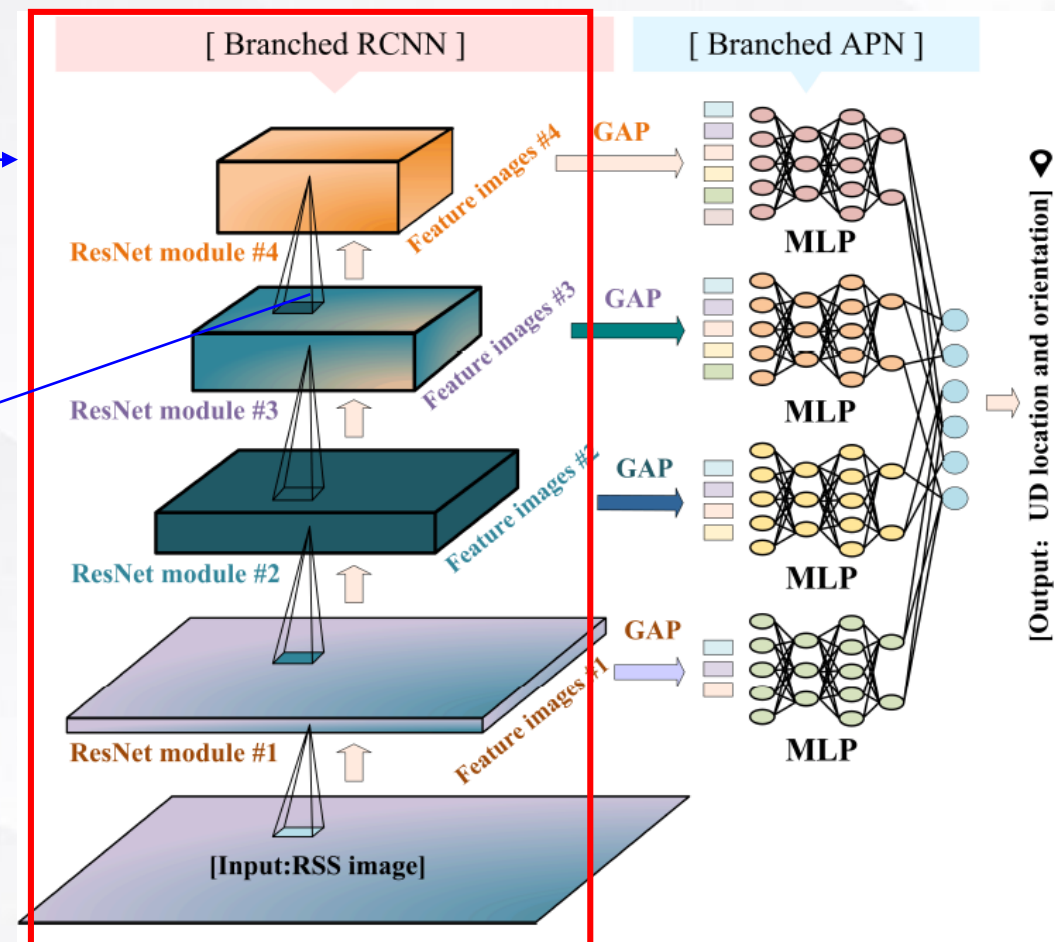 [ Branched RCNN ]
[ Branched APN ]
Feature images #4
GAP
ResNet module #4
MLP
Feature images #3
GAP
ResNet module #3
MLP
Feature images #2
GAP
ResNet module #2
MLP
Feature images #1
GAP
ResNet module #1
MLP
[Input:RSS image]
[Output: UD location and orientation]